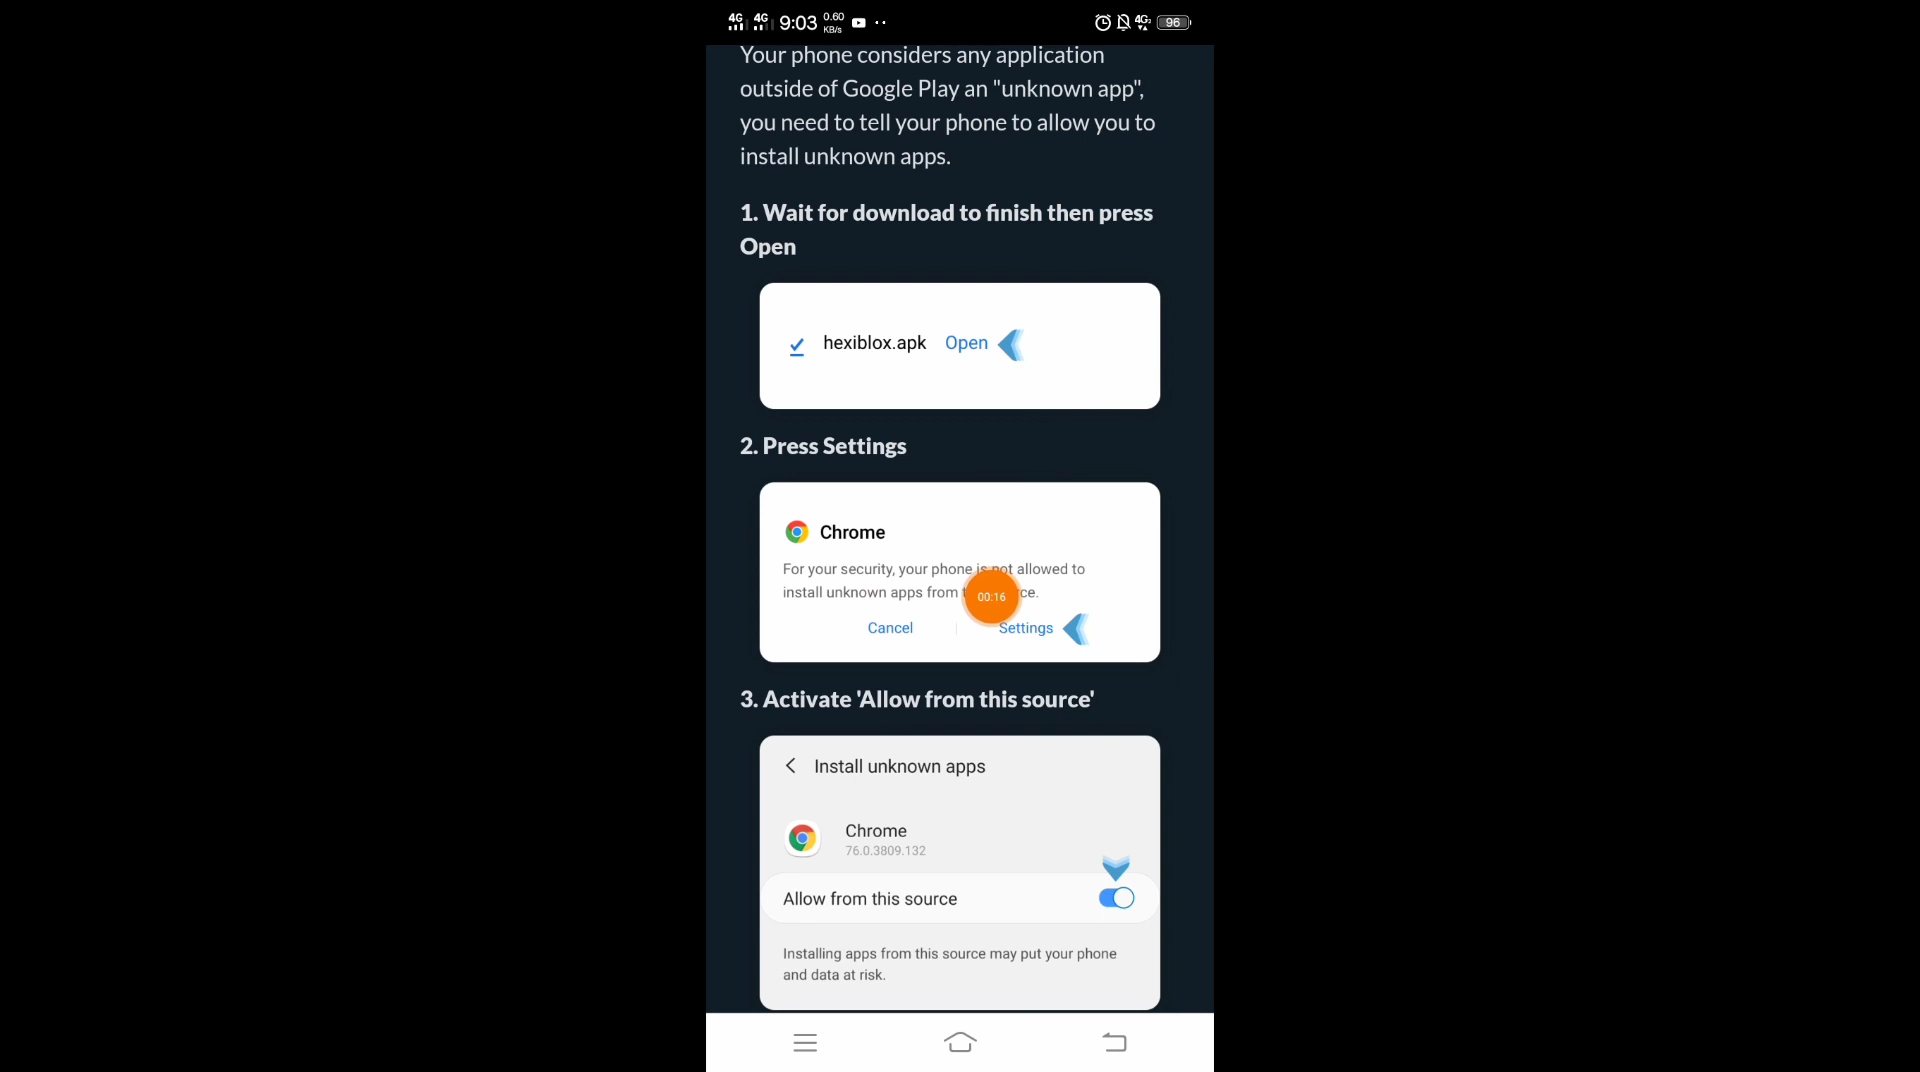 4G 4G 9:03 0.60 KB/s 4G 96
Your phone considers any application
outside of Google Play an "unknown app",
you need to tell your phone to allow you to
install unknown apps.
1. Wait for download to finish then press
Open
hexiblox.apk Open
2. Press Settings
Chrome
For your security, your phone is not allowed to
install unknown apps from
00:16
Cancel Settings
3. Activate 'Allow from this source'
Install unknown apps
Chrome
76.0.3809.132
Allow from this source
Installing apps from this source may put your phone
and data at risk.